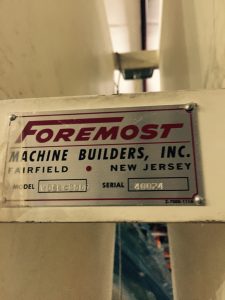 FOREMOST
MACHINE BUILDERS, INC.
FAIRFIELD • NEW JERSEY
MODEL SERIAL 40024